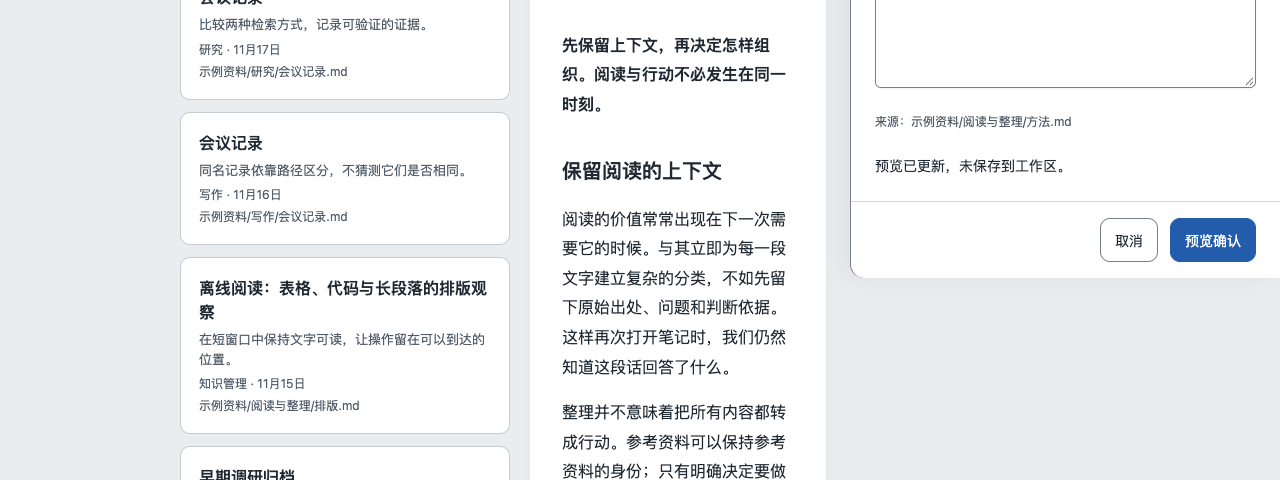 会议记录
比较两种检索方式，记录可验证的证据。
研究 · 11月17日
示例资料/研究/会议记录.md
会议记录
同名记录依靠路径区分，不猜测它们是否相同。
写作 · 11月16日
示例资料/写作/会议记录.md
离线阅读：表格、代码与长段落的排版观
察
在短窗口中保持文字可读，让操作留在可以到达的
位置。
知识管理 · 11月15日
示例资料/阅读与整理/排版.md
早期调研归档
先保留上下文，再决定怎样组
织。阅读与行动不必发生在同一
时刻。
保留阅读的上下文
阅读的价值常常出现在下一次需
要它的时候。与其立即为每一段
文字建立复杂的分类，不如先留
下原始出处、问题和判断依据。
这样再次打开笔记时，我们仍然
知道这段话回答了什么。
整理并不意味着把所有内容都转
成行动。参考资料可以保持参考
资料的身份；只有明确决定要做
来源：示例资料/阅读与整理/方法.md
预览已更新，未保存到工作区。
取消
预览确认